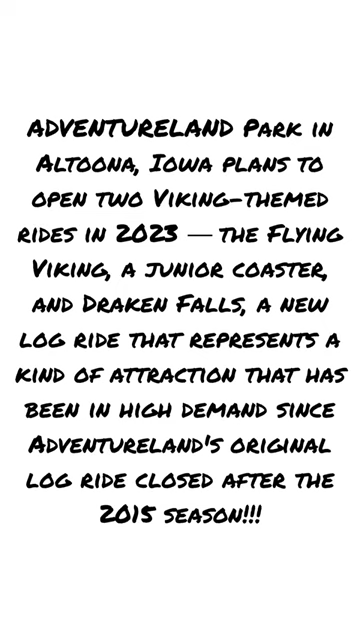 ADVENTURELAND PARK IN
ALTOONA, IOWA PLANS TO
OPEN TWO VIKING-THEMED
RIDES IN 2023 — THE FLYING
VIKING, A JUNIOR COASTER,
AND DRAKEN FALLS, A NEW
LOG RIDE THAT REPRESENTS A
KIND OF ATTRACTION THAT HAS
BEEN IN HIGH DEMAND SINCE
ADVENTURELAND'S ORIGINAL
LOG RIDE CLOSED AFTER THE
2015 SEASON!!!